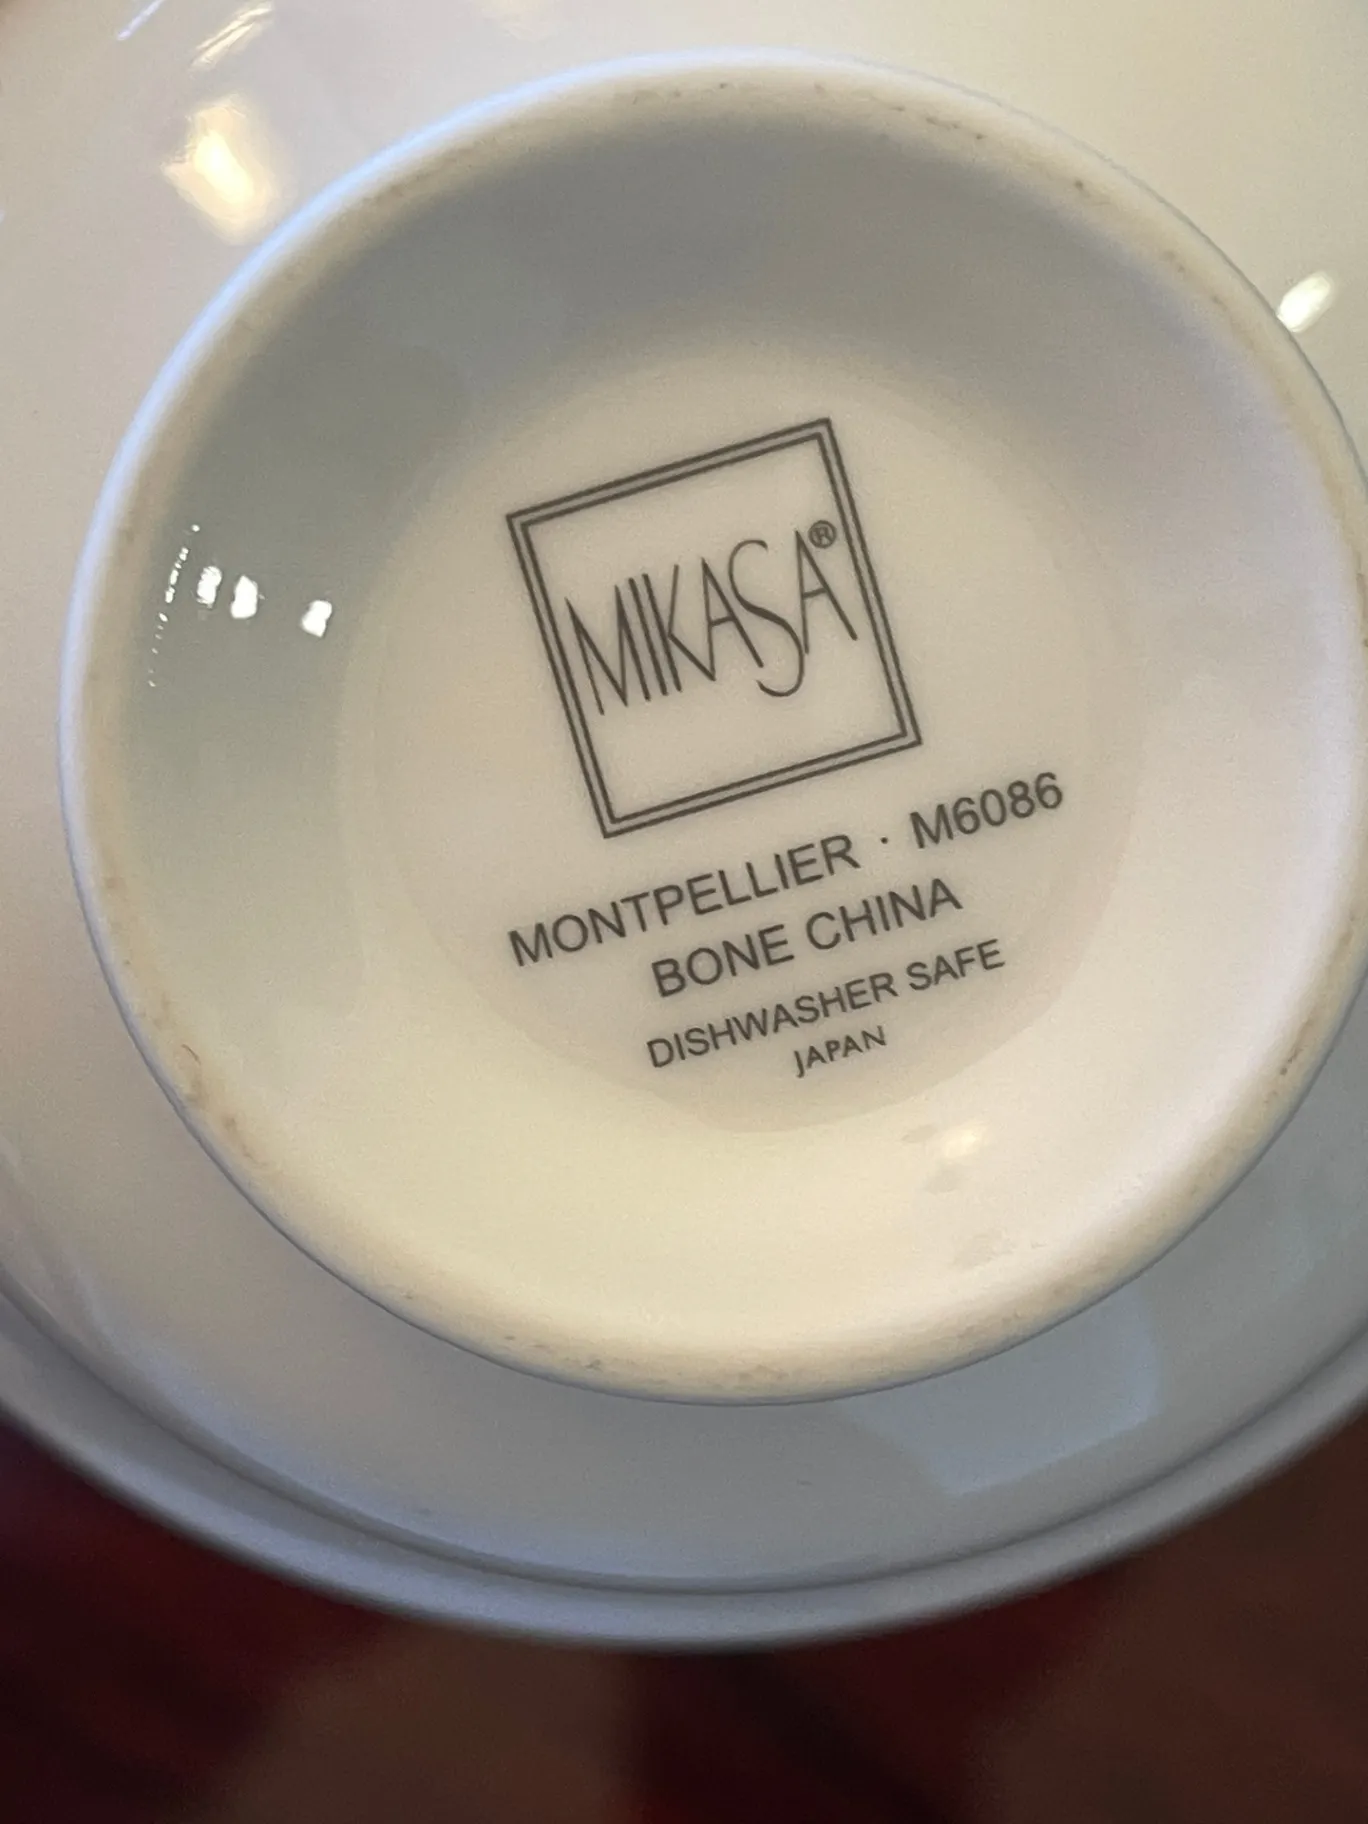 MIKASA®
MONTPELLIER · M6086
BONE CHINA
DISHWASHER SAFE
JAPAN